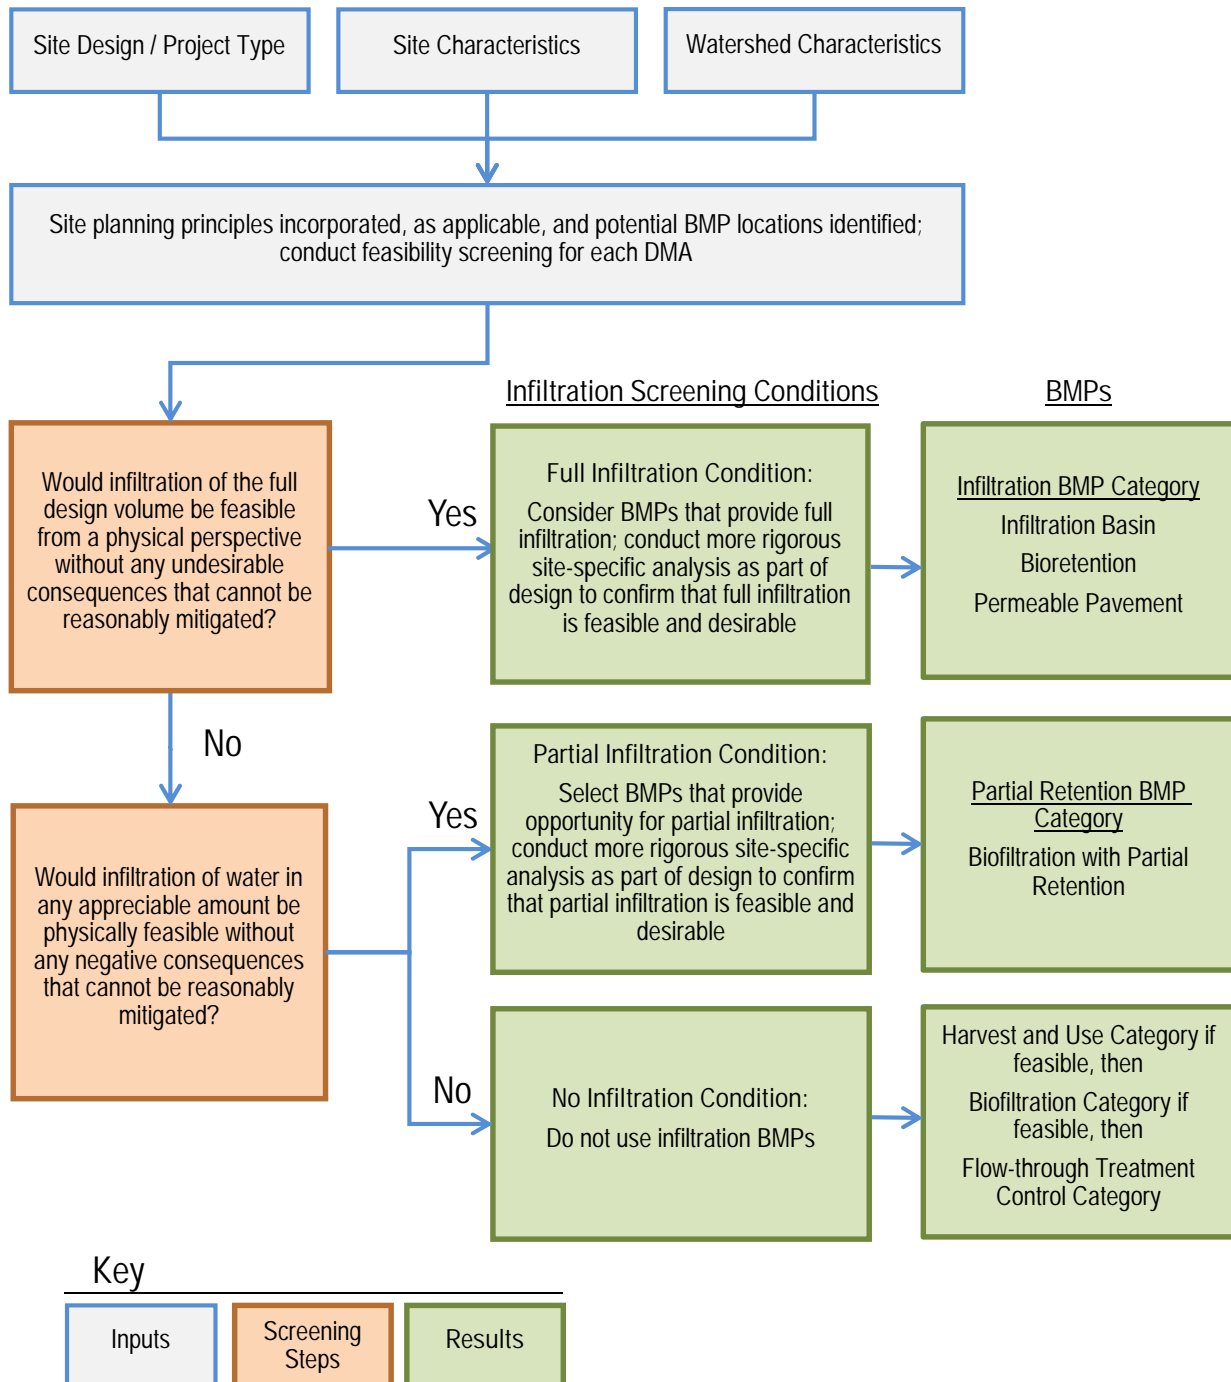 Site Design / Project Type
Site Characteristics
Watershed Characteristics
Site planning principles incorporated, as applicable, and potential BMP locations identified;
conduct feasibility screening for each DMA
Infiltration Screening Conditions
BMPs
Would infiltration of the full
design volume be feasible
from a physical perspective
without any undesirable
consequences that cannot be
reasonably mitigated?
Yes
Full Infiltration Condition:
Consider BMPs that provide full
infiltration; conduct more rigorous
site-specific analysis as part of
design to confirm that full infiltration
is feasible and desirable
Infiltration BMP Category
Infiltration Basin
Bioretention
Permeable Pavement
No
Would infiltration of water in
any appreciable amount be
physically feasible without
any negative consequences
that cannot be reasonably
mitigated?
Yes
Partial Infiltration Condition:
Select BMPs that provide
opportunity for partial infiltration;
conduct more rigorous site-specific
analysis as part of design to confirm
that partial infiltration is feasible and
desirable
Partial Retention BMP
Category
Biofiltration with Partial
Retention
No
No Infiltration Condition:
Do not use infiltration BMPs
Harvest and Use Category if
feasible, then
Biofiltration Category if
feasible, then
Flow-through Treatment
Control Category
Key
Inputs
Screening
Steps
Results